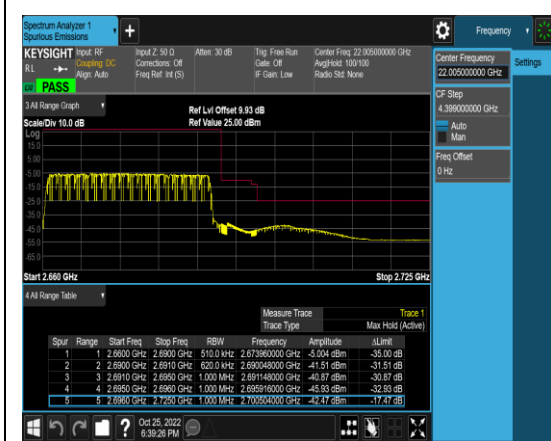 Spectrum Analyzer 1
Spurious Emissions
Frequency
KEYSIGHT Input: RF
Coupling: DC
Align: Auto
Input Z: 50 Ω
Corrections: Off
Freq Ref: Int (S)
Atten: 30 dB
Trig: Free Run
Gate: Off
IF Gain: Low
Center Freq: 22.005000000 GHz
Avg|Hold: 100/100
Radio Std: None
R L
PASS
Center Frequency
22.005000000 GHz
Settings
CF Step
4.399000000 GHz
Auto
Man
Freq Offset
0 Hz
3 All Range Graph
Ref Lvl Offset 9.93 dB
Scale/Div 10.0 dB
Ref Value 25.00 dBm
Log
15.0
5.00
-5.00
-15.0
-25.0
-35.0
-45.0
-55.0
-65.0
Start 2.660 GHz
Stop 2.725 GHz
4 All Range Table
Measure Trace Trace 1
Trace Type Max Hold (Active)
Spur Range Start Freq Stop Freq RBW Frequency Amplitude ΔLimit
1 1 2.6600 GHz 2.6900 GHz 510.0 kHz 2.673960000 GHz -5.004 dBm -35.00 dB
2 2 2.6900 GHz 2.6910 GHz 620.0 kHz 2.690048000 GHz -41.51 dBm -31.51 dB
3 3 2.6910 GHz 2.6950 GHz 1.000 MHz 2.691148000 GHz -40.87 dBm -30.87 dB
4 4 2.6950 GHz 2.6960 GHz 1.000 MHz 2.695916000 GHz -45.93 dBm -32.93 dB
5 5 2.6960 GHz 2.7250 GHz 1.000 MHz 2.700504000 GHz -42.47 dBm -17.47 dB
?
Oct 25, 2022
6:39:26 PM